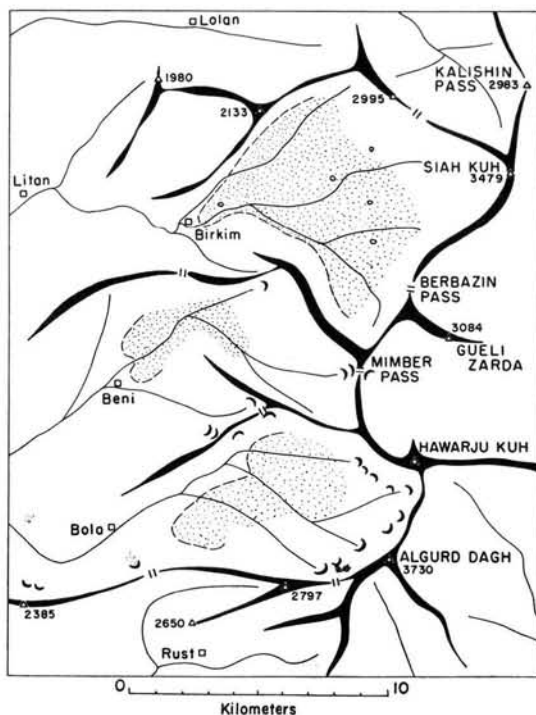 Lolan
1980
KALISHIN
PASS
2983
2995
2133
SIAH KUH
3479
Litan
Birkim
BERBAZIN
PASS
3084
GUELI
ZARDA
MIMBER
PASS
Beni
HAWARJU KUH
Bola
ALGURD DAGH
3730
2797
2385
2650
Rust
0 10
Kilometers